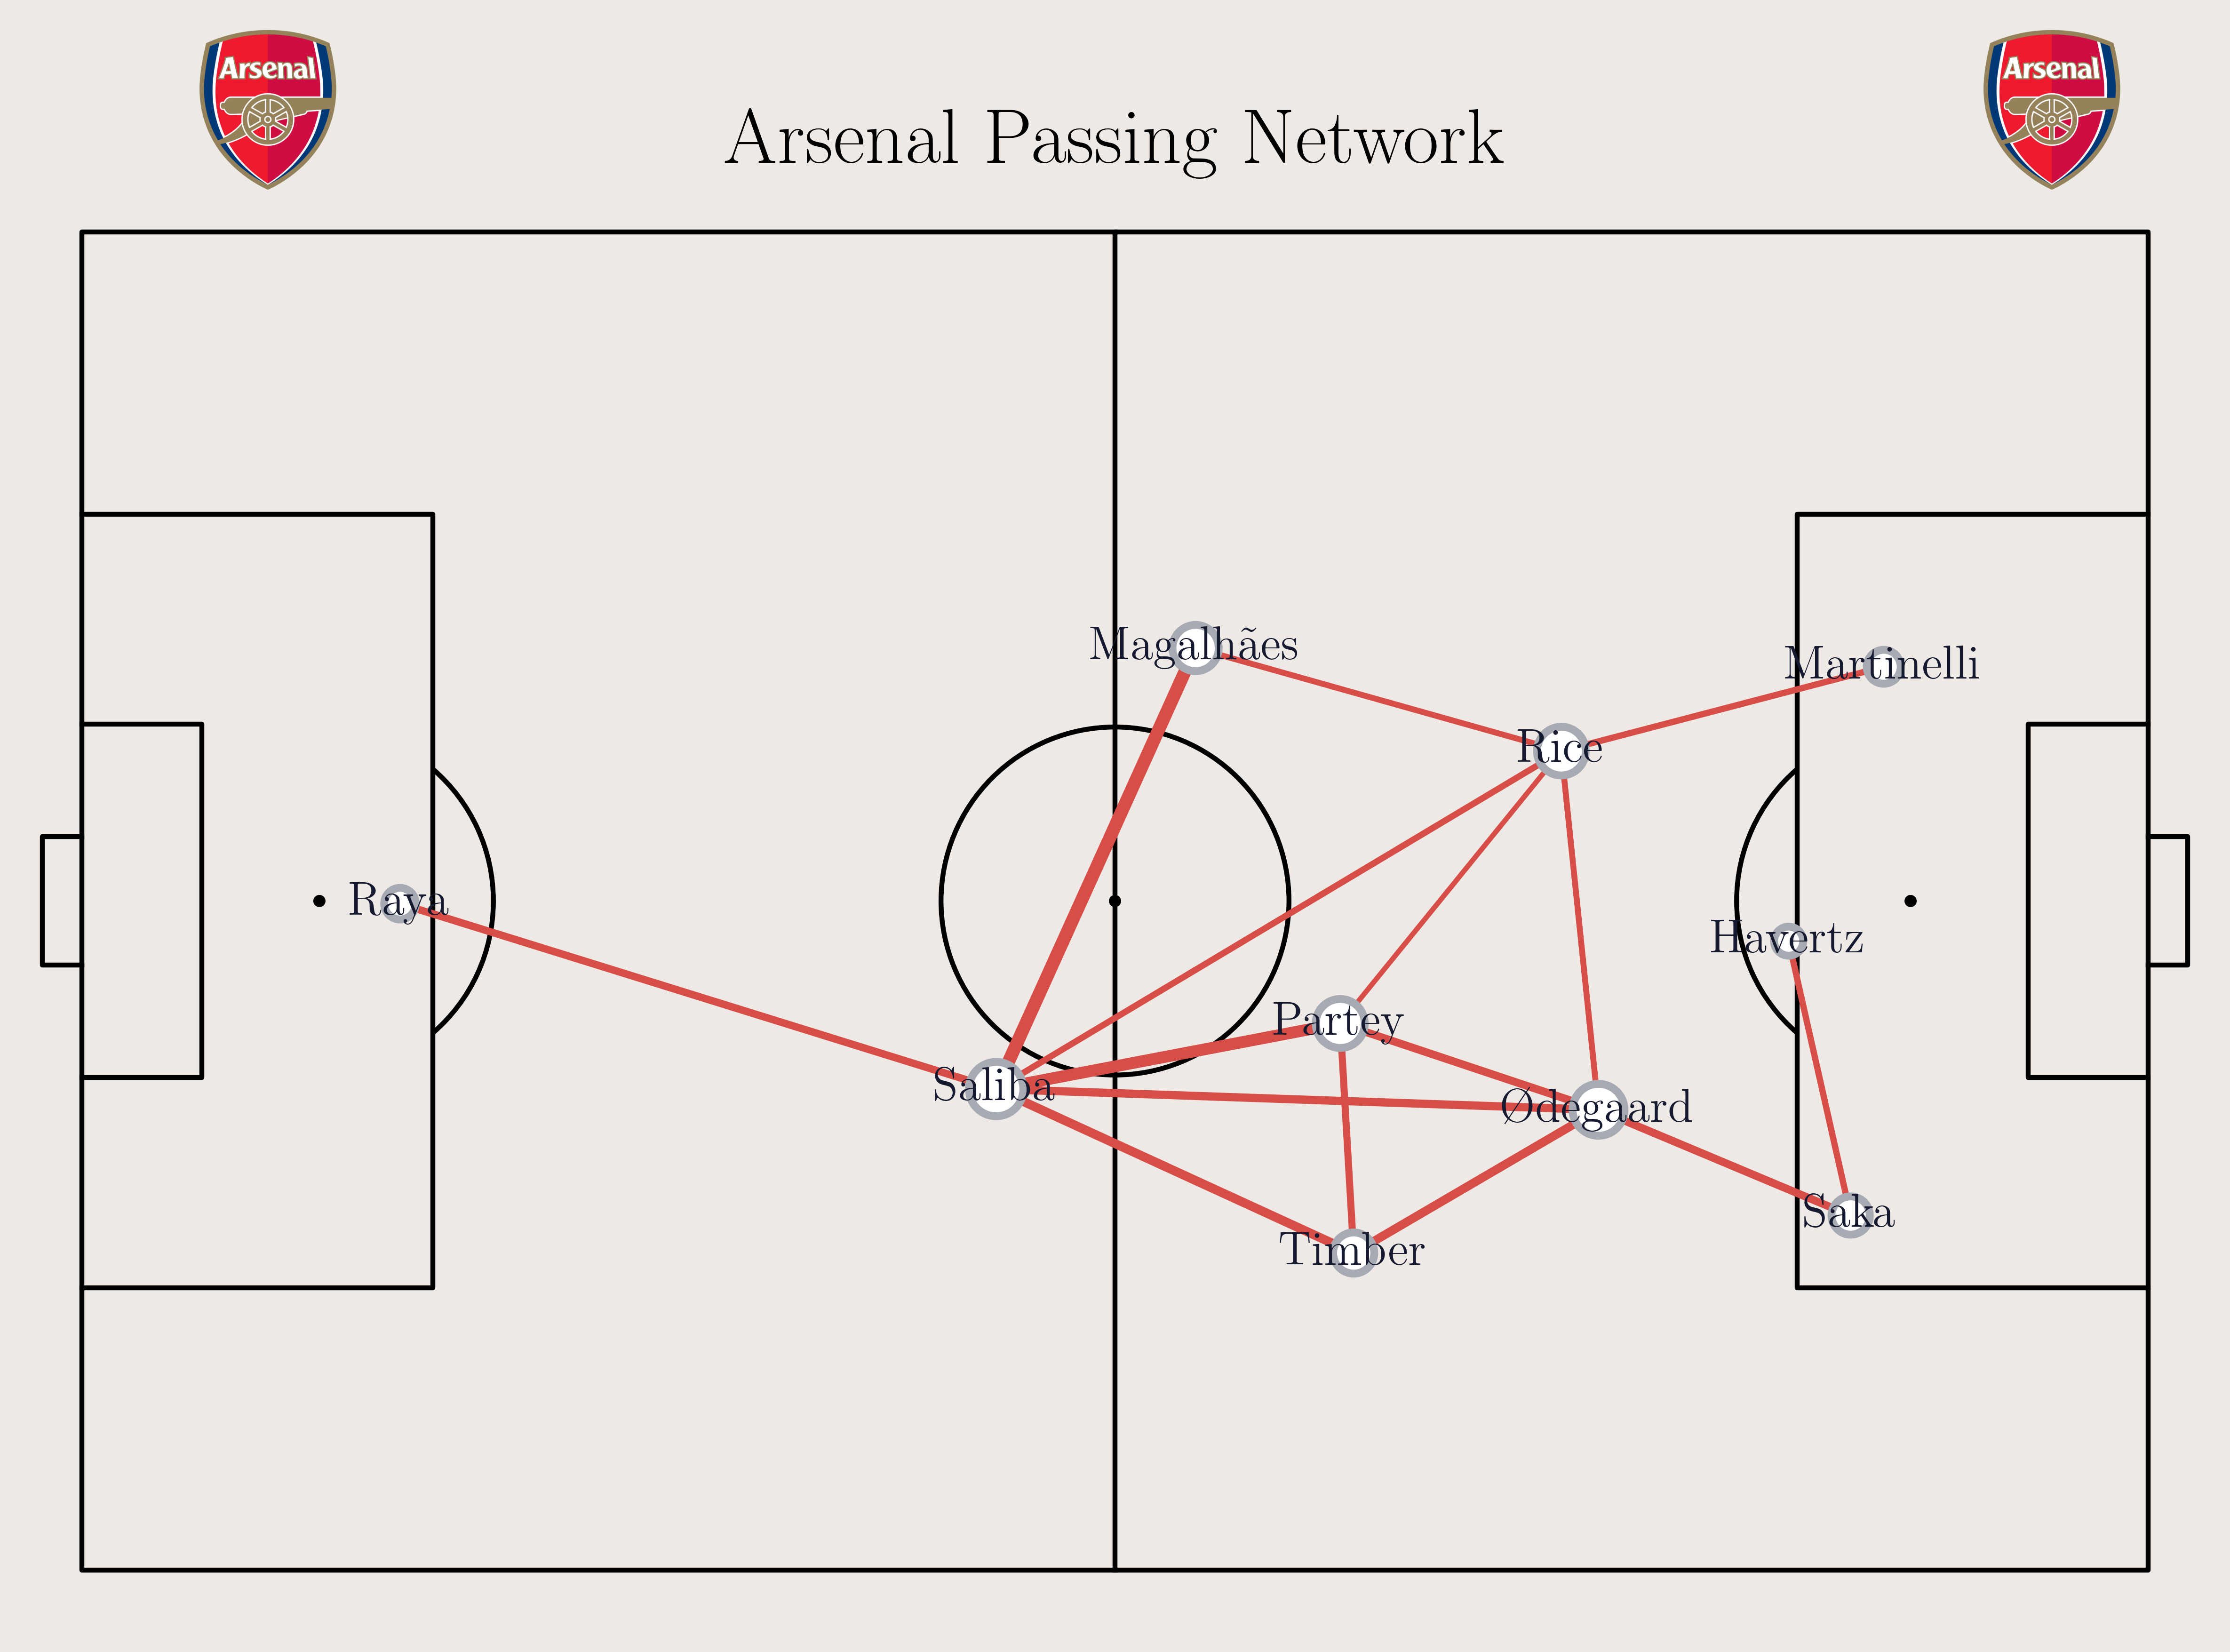 Arsenal
Arsenal
Arsenal Passing Network
Magalhães
Martinelli
Rice
Raya
Havertz
Partey
Saliba
Ødegaard
Saka
Timber